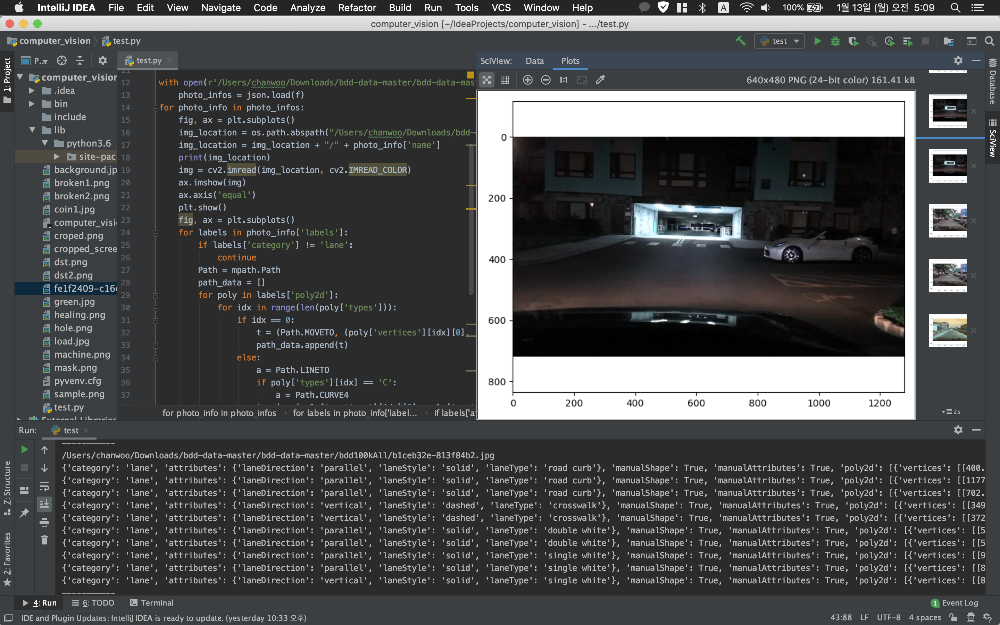 IntelliJ IDEA File Edit View Navigate Code Analyze Refactor Build Run Tools VCS Window Help A 100% 1월 13일 (월) 오전 5:09
computer_vision [~/IdeaProjects/computer_vision] - .../test.py
computer_vision test.py test
1: Project
P...
test.py
SciView: Data Plots
1:1
640x480 PNG (24-bit color) 161.41 kB
Database
SciView
computer_vision
.idea
bin
include
lib
python3.6
site-pac
background.jp
broken1.png
broken2.png
coin1.jpg
computer_visi
croped.png
cropped_scree
dst.png
dst2.png
fe1f2409-c16
green.jpg
healing.png
hole.png
load.jpg
machine.png
mask.png
pyvenv.cfg
sample.png
test.py
External Libraries
11
12 with open(r'/Users/chanwoo/Downloads/bdd-data-master/bdd-data-mas
13 photo_infos = json.load(f)
14 for photo_info in photo_infos:
15 fig, ax = plt.subplots()
16 img_location = os.path.abspath("/Users/chanwoo/Downloads/bdd-
17 img_location = img_location + "/" + photo_info['name']
18 print(img_location)
19 img = cv2.imread(img_location, cv2.IMREAD_COLOR)
20 ax.imshow(img)
21 ax.axis('equal')
22 plt.show()
23 fig, ax = plt.subplots()
24 for labels in photo_info['labels']:
25 if labels['category'] != 'lane':
26 continue
27 Path = mpath.Path
28 path_data = []
29 for poly in labels['poly2d']:
30 for idx in range(len(poly['types'])):
31 if idx == 0:
32 t = (Path.MOVETO, (poly['vertices'][idx][0],
33 path_data.append(t)
34 else:
35 a = Path.LINETO
36 if poly['types'][idx] == 'C':
37 a = Path.CURVE4
for photo_info in photo_infos › for labels in photo_info['label... › if labels['a
0
200
400
600
800
0 200 400 600 800 1000 1200
25
Run: test
-----------
/Users/chanwoo/Downloads/bdd-data-master/bdd-data-master/bdd100kAll/b1ceb32e-813f84b2.jpg
{'category': 'lane', 'attributes': {'laneDirection': 'parallel', 'laneStyle': 'solid', 'laneType': 'road curb'}, 'manualShape': True, 'manualAttributes': True, 'poly2d': [{'vertices': [[400.
{'category': 'lane', 'attributes': {'laneDirection': 'parallel', 'laneStyle': 'solid', 'laneType': 'road curb'}, 'manualShape': True, 'manualAttributes': True, 'poly2d': [{'vertices': [[1177
{'category': 'lane', 'attributes': {'laneDirection': 'parallel', 'laneStyle': 'solid', 'laneType': 'road curb'}, 'manualShape': True, 'manualAttributes': True, 'poly2d': [{'vertices': [[702.
{'category': 'lane', 'attributes': {'laneDirection': 'vertical', 'laneStyle': 'dashed', 'laneType': 'crosswalk'}, 'manualShape': True, 'manualAttributes': True, 'poly2d': [{'vertices': [[349
{'category': 'lane', 'attributes': {'laneDirection': 'vertical', 'laneStyle': 'dashed', 'laneType': 'crosswalk'}, 'manualShape': True, 'manualAttributes': True, 'poly2d': [{'vertices': [[372
{'category': 'lane', 'attributes': {'laneDirection': 'parallel', 'laneStyle': 'solid', 'laneType': 'double white'}, 'manualShape': True, 'manualAttributes': True, 'poly2d': [{'vertices': [[5
{'category': 'lane', 'attributes': {'laneDirection': 'parallel', 'laneStyle': 'solid', 'laneType': 'double white'}, 'manualShape': True, 'manualAttributes': True, 'poly2d': [{'vertices': [[5
{'category': 'lane', 'attributes': {'laneDirection': 'parallel', 'laneStyle': 'solid', 'laneType': 'single white'}, 'manualShape': True, 'manualAttributes': True, 'poly2d': [{'vertices': [[9
{'category': 'lane', 'attributes': {'laneDirection': 'parallel', 'laneStyle': 'solid', 'laneType': 'single white'}, 'manualShape': True, 'manualAttributes': True, 'poly2d': [{'vertices': [[8
{'category': 'lane', 'attributes': {'laneDirection': 'vertical', 'laneStyle': 'solid', 'laneType': 'single white'}, 'manualShape': True, 'manualAttributes': True, 'poly2d': [{'vertices': [[8
-----------
Z: Structure
2: Favorites
4: Run 6: TODO Terminal 1 Event Log
IDE and Plugin Updates: IntelliJ IDEA is ready to update. (yesterday 10:33 오후) 43:88 LF UTF-8 4 spaces